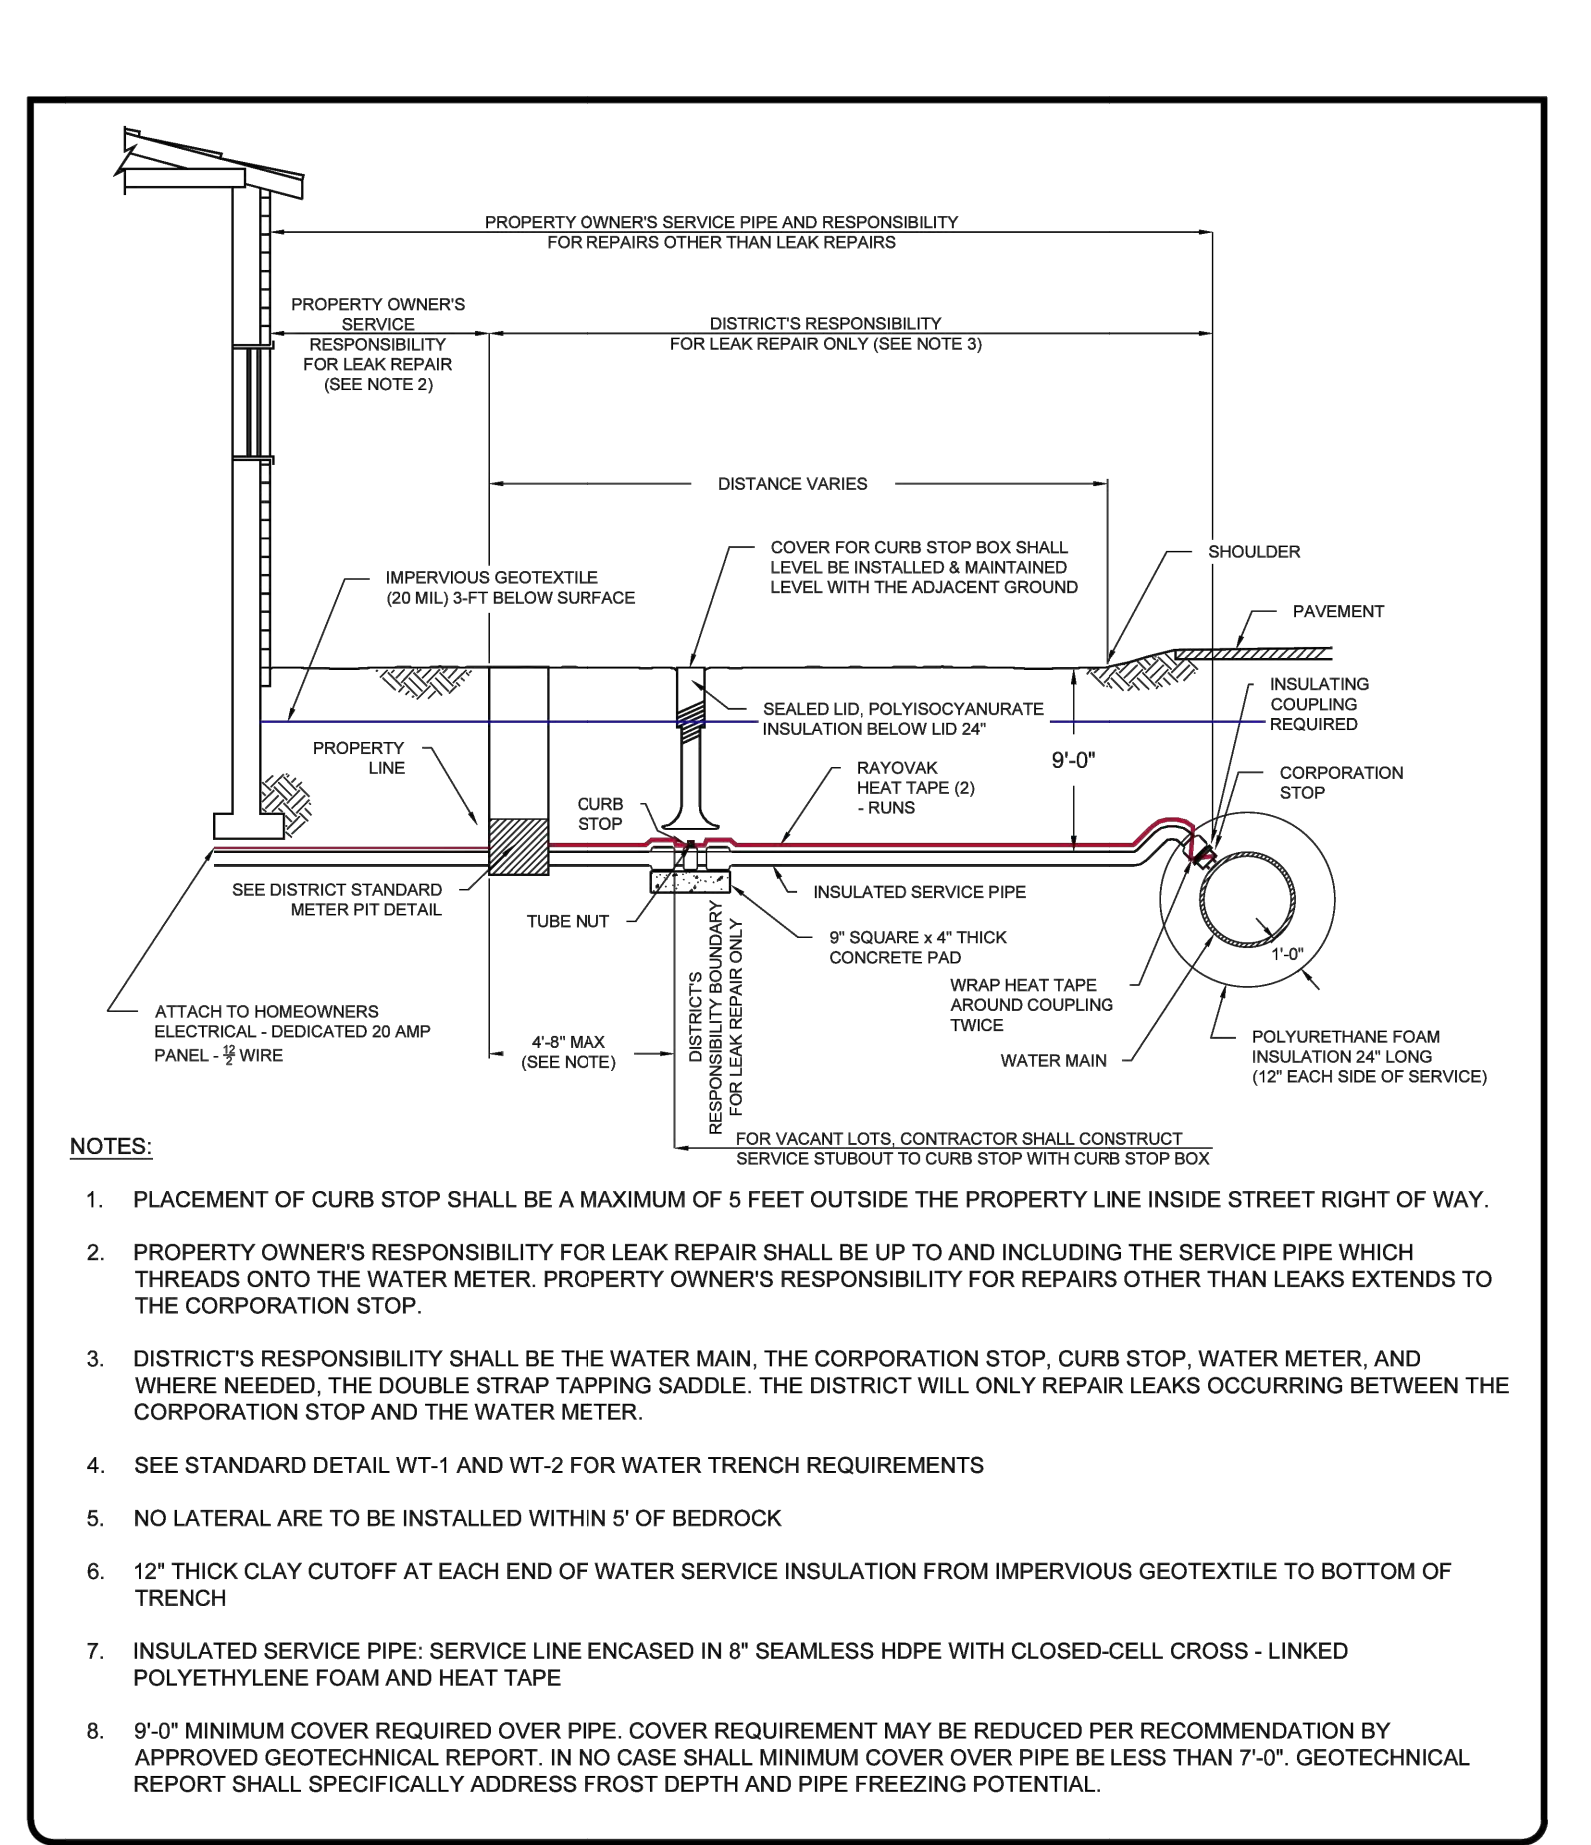 PROPERTY OWNER'S SERVICE PIPE AND RESPONSIBILITY
FOR REPAIRS OTHER THAN LEAK REPAIRS
PROPERTY OWNER'S
SERVICE
RESPONSIBILITY
FOR LEAK REPAIR
(SEE NOTE 2)
DISTRICT'S RESPONSIBILITY
FOR LEAK REPAIR ONLY (SEE NOTE 3)
DISTANCE VARIES
COVER FOR CURB STOP BOX SHALL
LEVEL BE INSTALLED & MAINTAINED
LEVEL WITH THE ADJACENT GROUND
SHOULDER
IMPERVIOUS GEOTEXTILE
(20 MIL) 3-FT BELOW SURFACE
PAVEMENT
INSULATING
COUPLING
REQUIRED
SEALED LID, POLYISOCYANURATE
INSULATION BELOW LID 24"
PROPERTY
LINE
9'-0"
RAYOVAK
HEAT TAPE (2)
- RUNS
CORPORATION
STOP
CURB
STOP
SEE DISTRICT STANDARD
METER PIT DETAIL
INSULATED SERVICE PIPE
TUBE NUT
9" SQUARE x 4" THICK
CONCRETE PAD
1'-0"
WRAP HEAT TAPE
AROUND COUPLING
TWICE
ATTACH TO HOMEOWNERS
ELECTRICAL - DEDICATED 20 AMP
PANEL - 12/2 WIRE
4'-8" MAX
(SEE NOTE)
DISTRICT'S
RESPONSIBILITY BOUNDARY
FOR LEAK REPAIR ONLY
WATER MAIN
POLYURETHANE FOAM
INSULATION 24" LONG
(12" EACH SIDE OF SERVICE)
FOR VACANT LOTS, CONTRACTOR SHALL CONSTRUCT
SERVICE STUBOUT TO CURB STOP WITH CURB STOP BOX
NOTES:
1. PLACEMENT OF CURB STOP SHALL BE A MAXIMUM OF 5 FEET OUTSIDE THE PROPERTY LINE INSIDE STREET RIGHT OF WAY.
2. PROPERTY OWNER'S RESPONSIBILITY FOR LEAK REPAIR SHALL BE UP TO AND INCLUDING THE SERVICE PIPE WHICH
THREADS ONTO THE WATER METER. PROPERTY OWNER'S RESPONSIBILITY FOR REPAIRS OTHER THAN LEAKS EXTENDS TO
THE CORPORATION STOP.
3. DISTRICT'S RESPONSIBILITY SHALL BE THE WATER MAIN, THE CORPORATION STOP, CURB STOP, WATER METER, AND
WHERE NEEDED, THE DOUBLE STRAP TAPPING SADDLE. THE DISTRICT WILL ONLY REPAIR LEAKS OCCURRING BETWEEN THE
CORPORATION STOP AND THE WATER METER.
4. SEE STANDARD DETAIL WT-1 AND WT-2 FOR WATER TRENCH REQUIREMENTS
5. NO LATERAL ARE TO BE INSTALLED WITHIN 5' OF BEDROCK
6. 12" THICK CLAY CUTOFF AT EACH END OF WATER SERVICE INSULATION FROM IMPERVIOUS GEOTEXTILE TO BOTTOM OF
TRENCH
7. INSULATED SERVICE PIPE: SERVICE LINE ENCASED IN 8" SEAMLESS HDPE WITH CLOSED-CELL CROSS - LINKED
POLYETHYLENE FOAM AND HEAT TAPE
8. 9'-0" MINIMUM COVER REQUIRED OVER PIPE. COVER REQUIREMENT MAY BE REDUCED PER RECOMMENDATION BY
APPROVED GEOTECHNICAL REPORT. IN NO CASE SHALL MINIMUM COVER OVER PIPE BE LESS THAN 7'-0". GEOTECHNICAL
REPORT SHALL SPECIFICALLY ADDRESS FROST DEPTH AND PIPE FREEZING POTENTIAL.